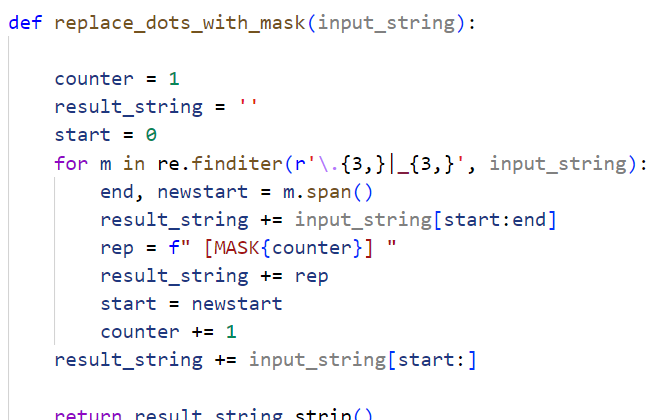 def replace_dots_with_mask(input_string):
counter = 1
result_string = ''
start = 0
for m in re.finditer(r'\.{3,}|_{3,}', input_string):
end, newstart = m.span()
result_string += input_string[start:end]
rep = f" [MASK{counter}] "
result_string += rep
start = newstart
counter += 1
result_string += input_string[start:]
return result_string.strip()